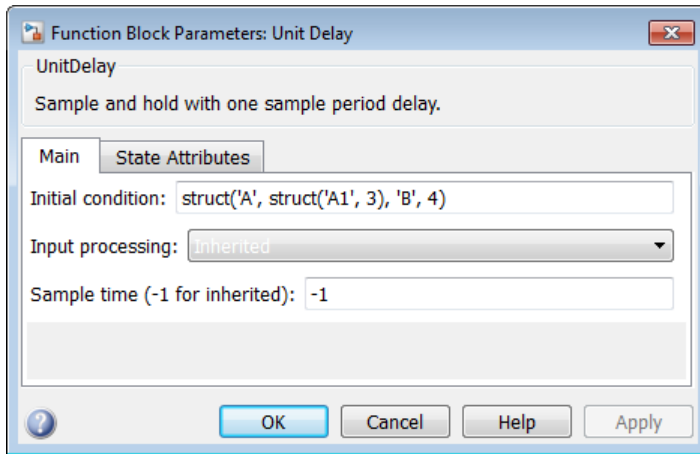 Function Block Parameters: Unit Delay
UnitDelay
Sample and hold with one sample period delay.
Main State Attributes
Initial condition: struct('A', struct('A1', 3), 'B', 4)
Input processing: Inherited
Sample time (-1 for inherited): -1
? OK Cancel Help Apply